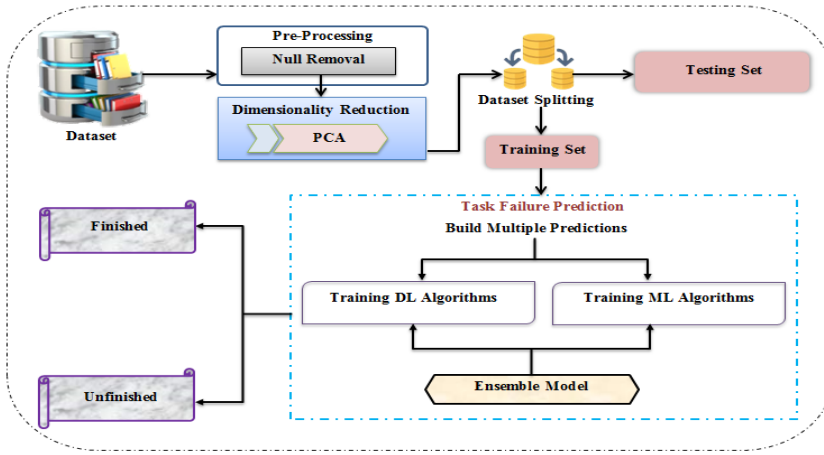 Pre-Processing
Null Removal
Dataset
Dimensionality Reduction
PCA
Dataset Splitting
Testing Set
Training Set
Task Failure Prediction
Build Multiple Predictions
Training DL Algorithms
Training ML Algorithms
Ensemble Model
Finished
Unfinished